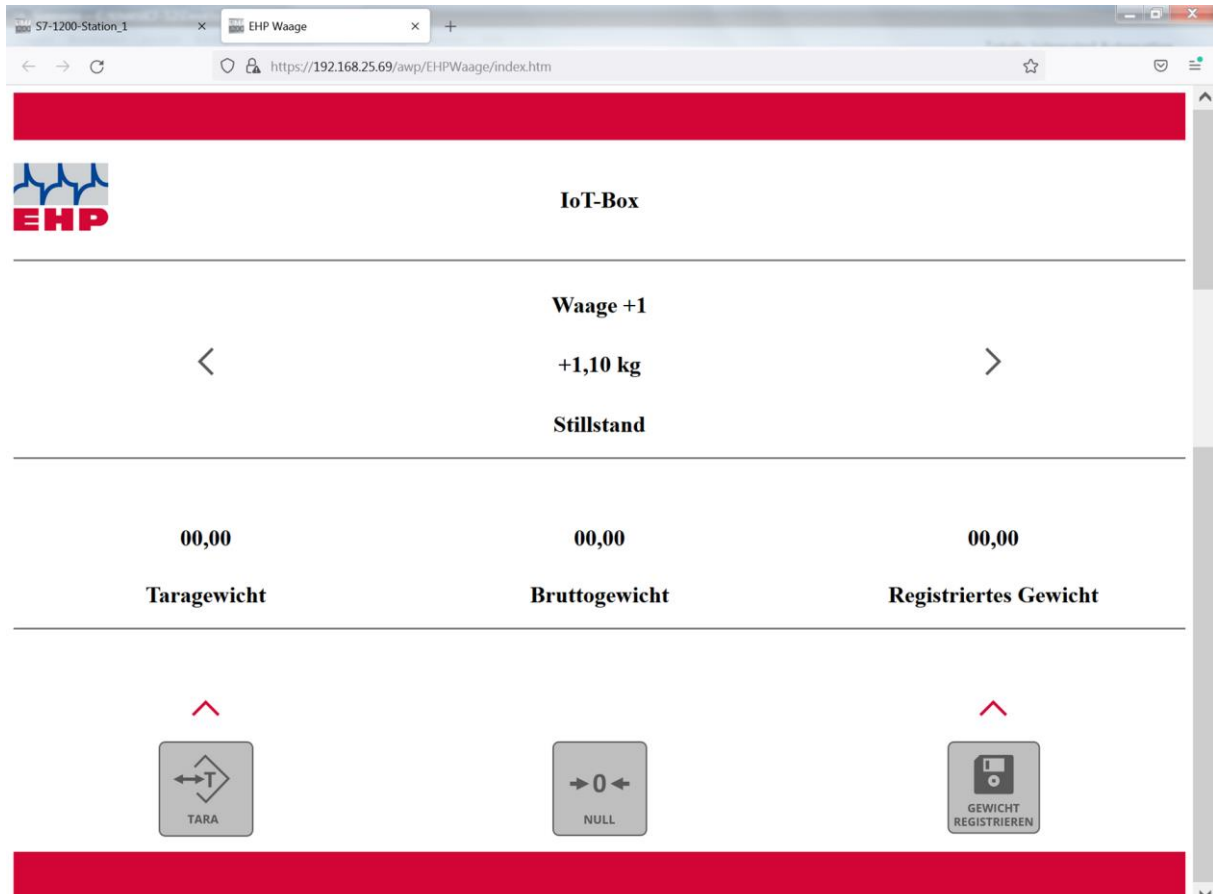 S7-1200-Station_1
EHP Waage
https://192.168.25.69/awp/EHPWaage/index.htm
EHP
IoT-Box
Waage +1
+1,10 kg
Stillstand
00,00 00,00 00,00
Taragewicht Bruttogewicht Registriertes Gewicht
T
TARA
0
NULL
GEWICHT
REGISTRIEREN